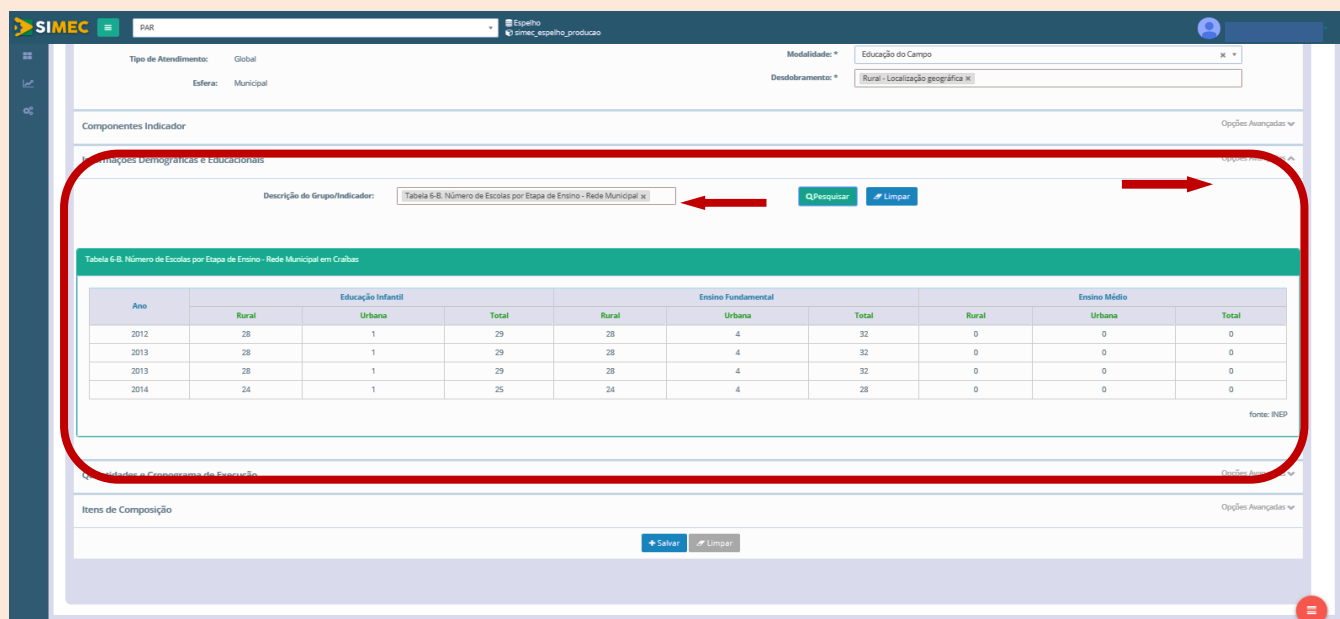 SIMEC PAR Espelho
simec_espelho_producao
Tipo de Atendimento: Global Modalidade: * Educação do Campo
Esfera: Municipal Desdobramento: * Rural - Localização geográfica x
Componentes Indicador Opções Avançadas
Informações Demográficas e Educacionais Opções Avançadas
Descrição do Grupo/Indicador: Tabela 6-B. Número de Escolas por Etapa de Ensino - Rede Municipal x Pesquisar Limpar
Tabela 6-B. Número de Escolas por Etapa de Ensino - Rede Municipal em Craíbas
Ano Educação Infantil Ensino Fundamental Ensino Médio
Rural Urbana Total Rural Urbana Total Rural Urbana Total
2012 28 1 29 28 4 32 0 0 0
2013 28 1 29 28 4 32 0 0 0
2013 28 1 29 28 4 32 0 0 0
2014 24 1 25 24 4 28 0 0 0
fonte: INEP
Quantidades e Cronograma de Execução Opções Avançadas
Itens de Composição Opções Avançadas
+ Salvar Limpar